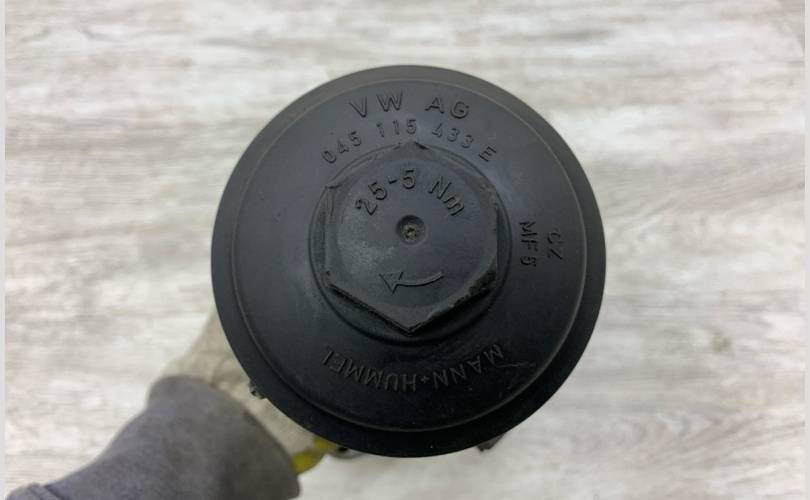 VW AG
045 115 433 E
25-5 Nm
CZ
MF5
MANN+HUMMEL